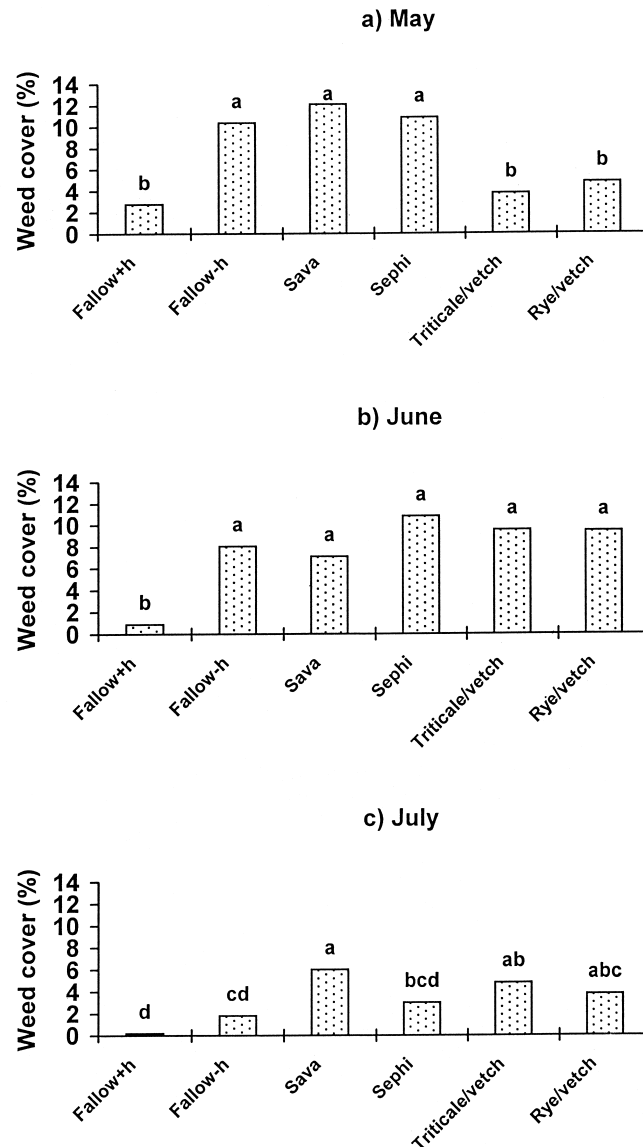 a) May
Weed cover (%)
14
12
10
8
6
4
2
0
b
a
a
a
b
b
Fallow+h
Fallow-h
Sava
Sephi
Triticale/vetch
Rye/vetch
b) June
Weed cover (%)
14
12
10
8
6
4
2
0
b
a
a
a
a
a
Fallow+h
Fallow-h
Sava
Sephi
Triticale/vetch
Rye/vetch
c) July
Weed cover (%)
14
12
10
8
6
4
2
0
d
cd
a
bcd
ab
abc
Fallow+h
Fallow-h
Sava
Sephi
Triticale/vetch
Rye/vetch